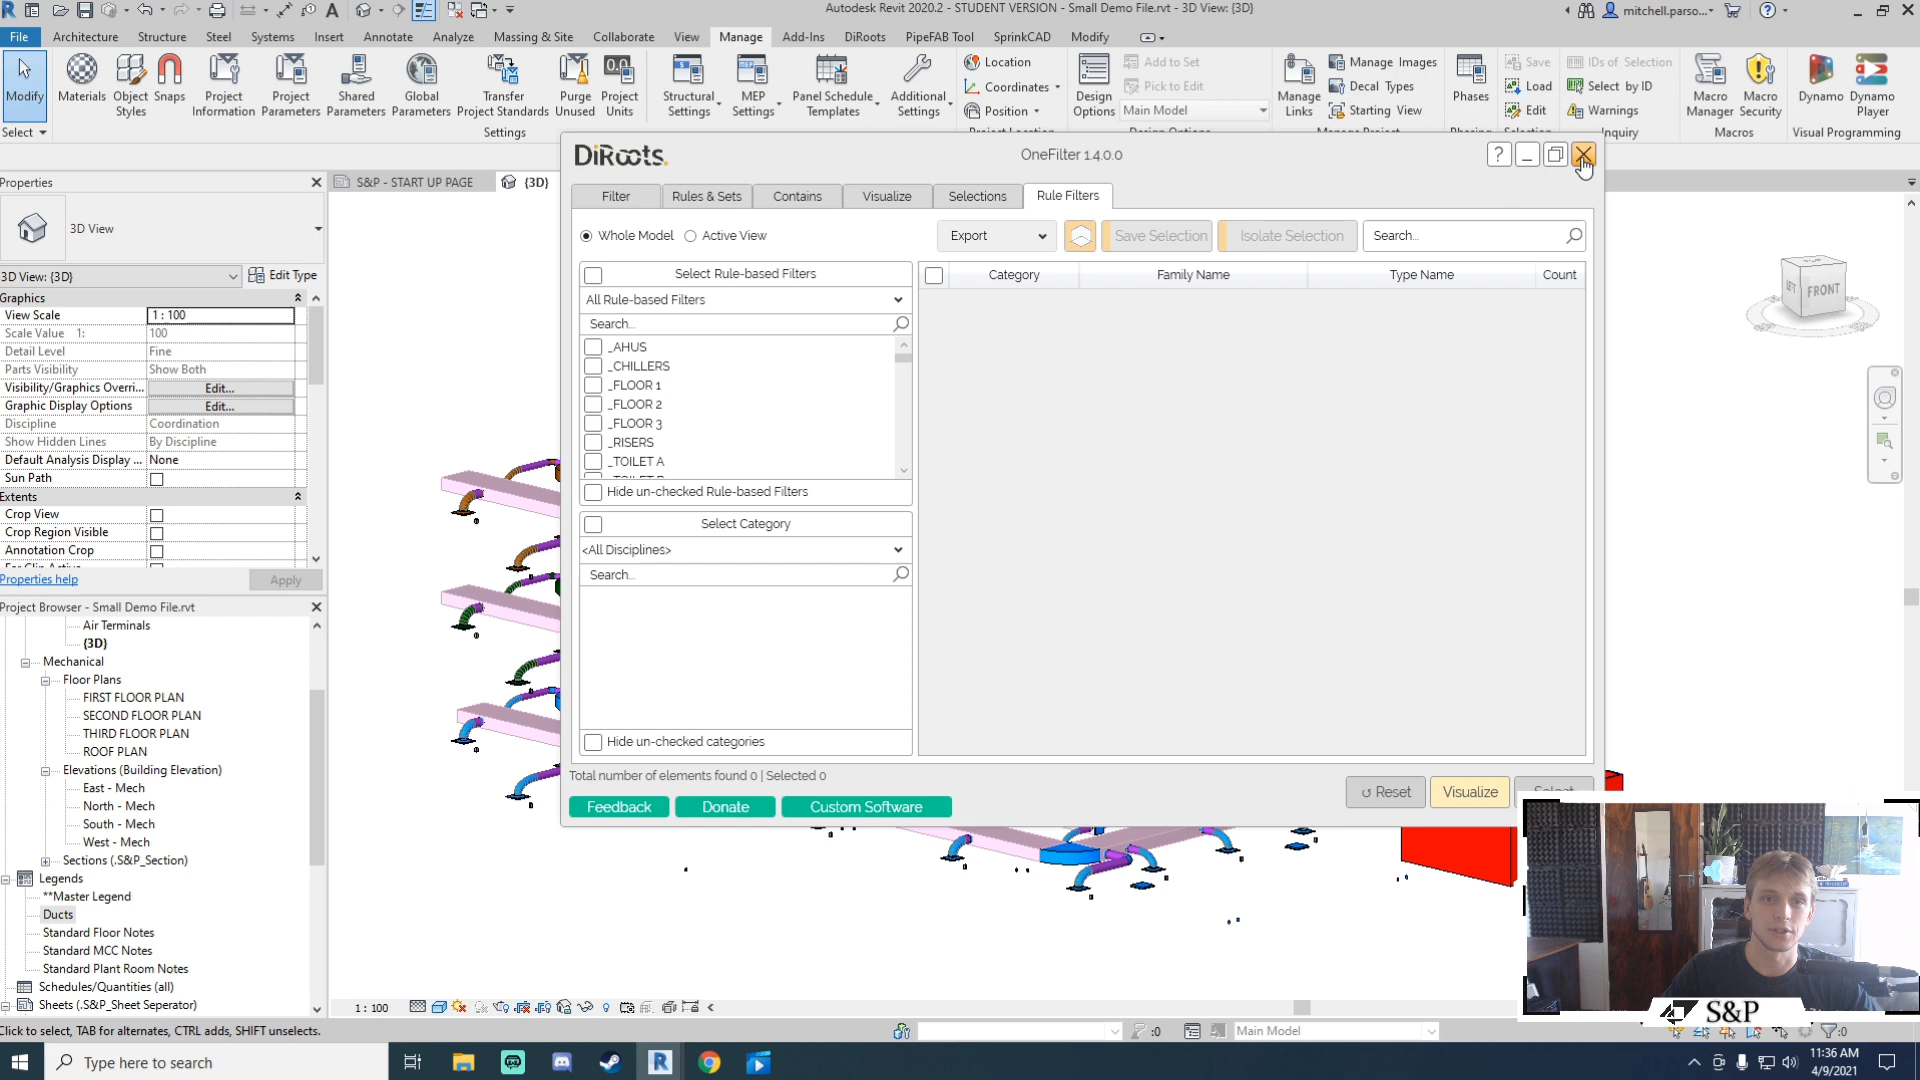 Autodesk Revit 2020.2 - STUDENT VERSION - Small Demo File.rvt - 3D View: {3D}
mitchell.parso...
File Architecture Structure Steel Systems Insert Annotate Analyze Massing & Site Collaborate View Manage Add-Ins DiRoots PipeFAB Tool SprinkCAD Modify
Modify
Materials
Object Styles
Snaps
Project Information
Project Parameters
Shared Parameters
Global Parameters
Transfer Project Standards
Purge Unused
Project Units
Structural Settings
MEP Settings
Panel Schedule Templates
Additional Settings
Location
Coordinates
Position
Design Options
Add to Set
Pick to Edit
Main Model
Manage Links
Manage Images
Decal Types
Starting View
Phases
Save
Load
Edit
IDs of Selection
Select by ID
Warnings
Macro Manager
Macro Security
Dynamo
Dynamo Player
Select
Settings
Inquiry
Macros
Visual Programming
Properties
3D View
3D View: {3D}
Edit Type
Graphics
View Scale 1 : 100
Scale Value 1: 100
Detail Level Fine
Parts Visibility Show Both
Visibility/Graphics Overri... Edit...
Graphic Display Options Edit...
Discipline Coordination
Show Hidden Lines By Discipline
Default Analysis Display ... None
Sun Path
Extents
Crop View
Crop Region Visible
Annotation Crop
Properties help
Apply
Project Browser - Small Demo File.rvt
Air Terminals
{3D}
Mechanical
Floor Plans
FIRST FLOOR PLAN
SECOND FLOOR PLAN
THIRD FLOOR PLAN
ROOF PLAN
Elevations (Building Elevation)
East - Mech
North - Mech
South - Mech
West - Mech
Sections (.S&P_Section)
Legends
**Master Legend
Ducts
Standard Floor Notes
Standard MCC Notes
Standard Plant Room Notes
Schedules/Quantities (all)
Sheets (.S&P_Sheet Seperator)
S&P - START UP PAGE
{3D}
DiRoots.
OneFilter 1.4.0.0
?
Filter Rules & Sets Contains Visualize Selections Rule Filters
Whole Model Active View
Export
Save Selection
Isolate Selection
Search...
Select Rule-based Filters
All Rule-based Filters
Search...
_AHUS
_CHILLERS
_FLOOR 1
_FLOOR 2
_FLOOR 3
_RISERS
_TOILET A
Hide un-checked Rule-based Filters
Select Category
<All Disciplines>
Search...
Hide un-checked categories
Category Family Name Type Name Count
Total number of elements found 0 | Selected 0
Feedback Donate Custom Software
Reset Visualize Select
LEFT FRONT
1 : 100
S&P
Click to select, TAB for alternates, CTRL adds, SHIFT unselects.
:0
Main Model
:0
Type here to search
11:36 AM
4/9/2021